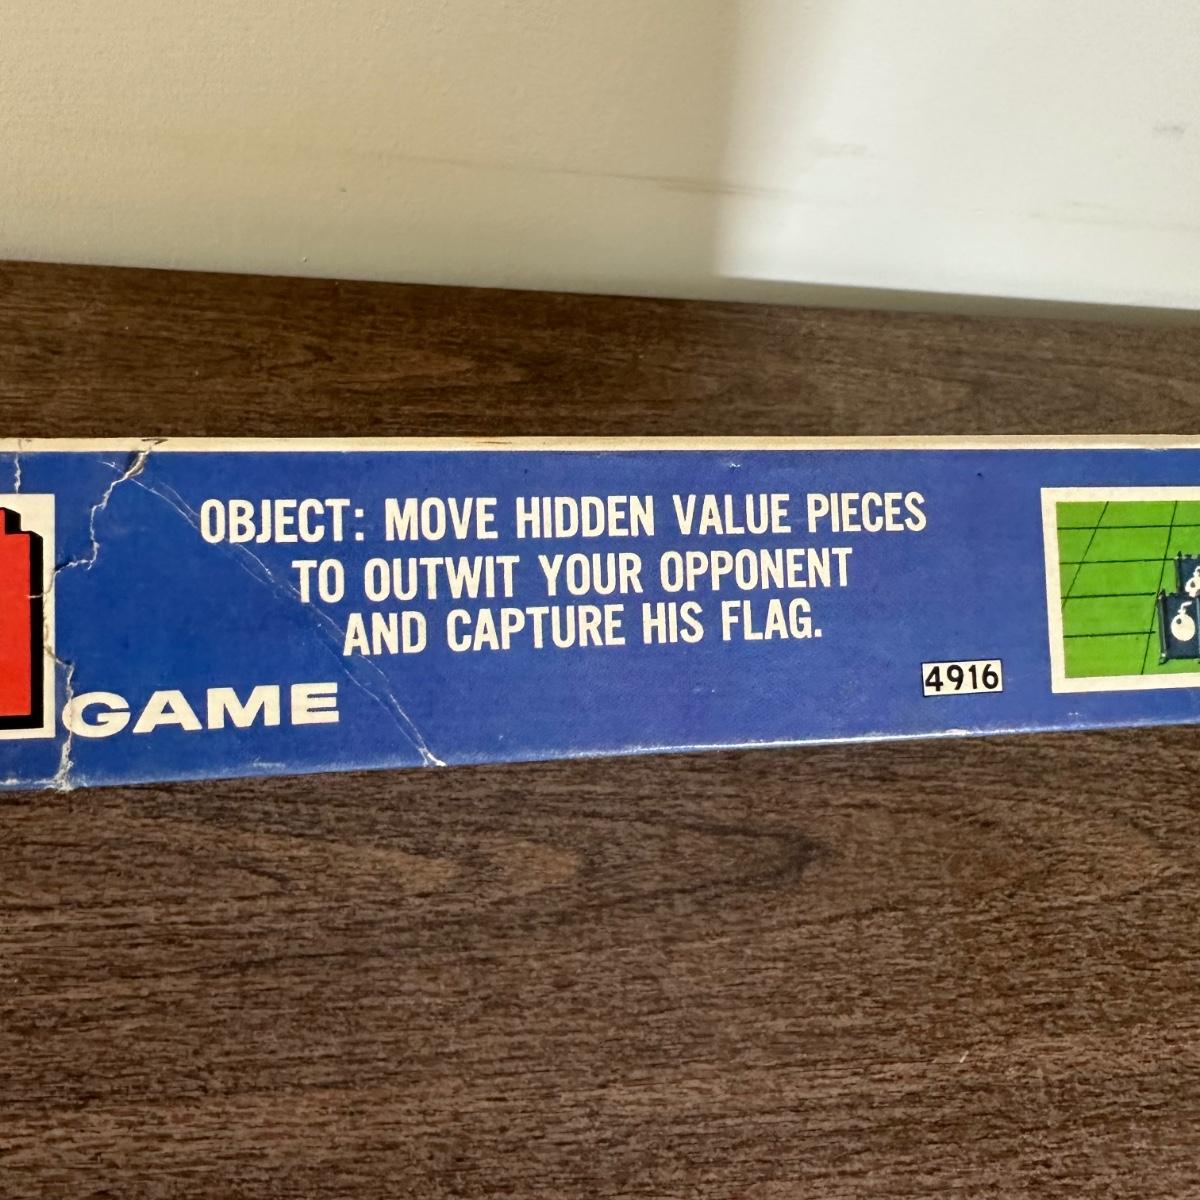 OBJECT: MOVE HIDDEN VALUE PIECES
TO OUTWIT YOUR OPPONENT
AND CAPTURE HIS FLAG.
4916
GAME